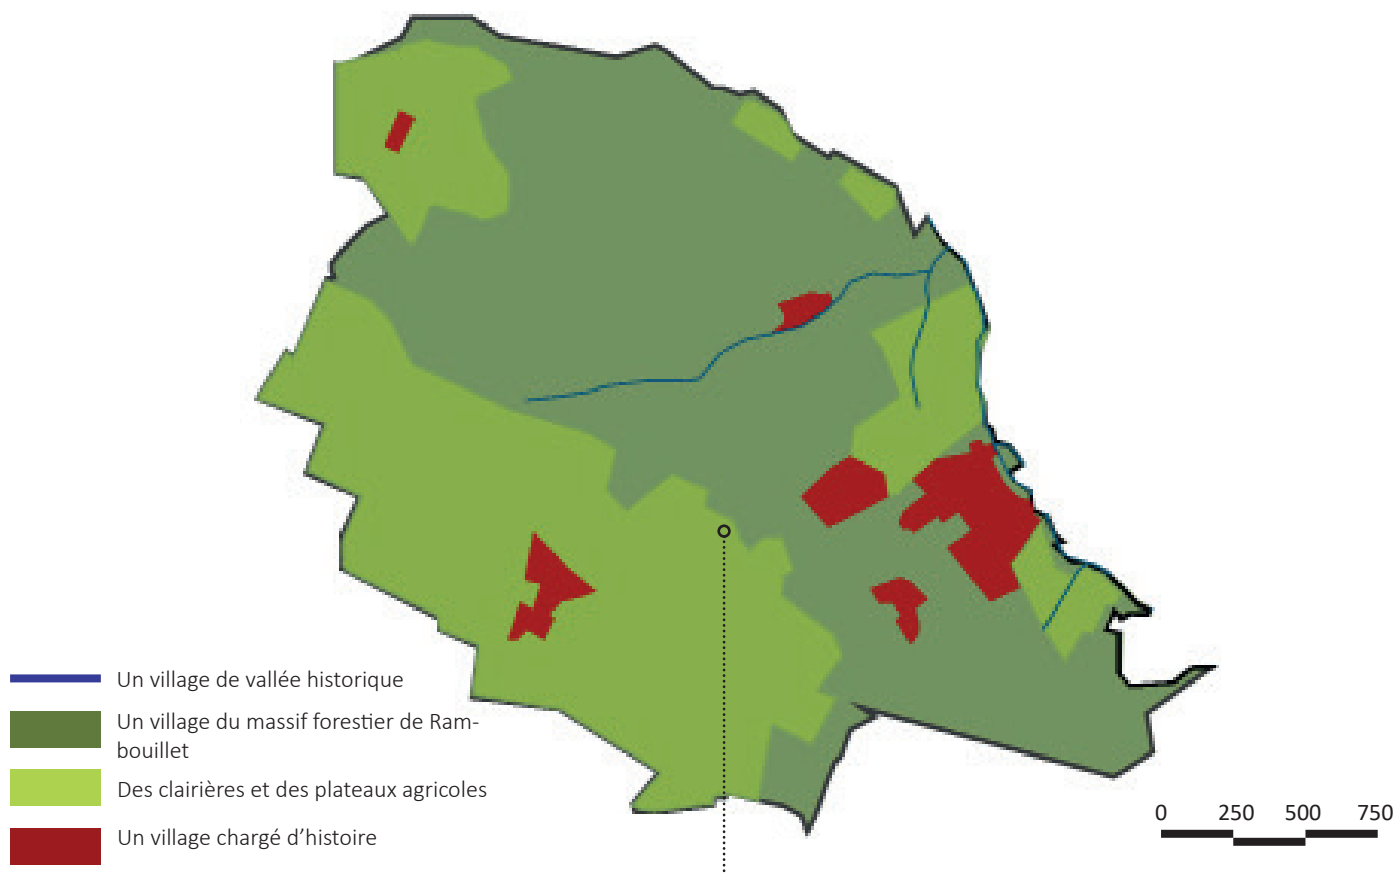 Un village de vallée historique
Un village du massif forestier de Ram-
bouillet
Des clairières et des plateaux agricoles
Un village chargé d’histoire
0 250 500 750